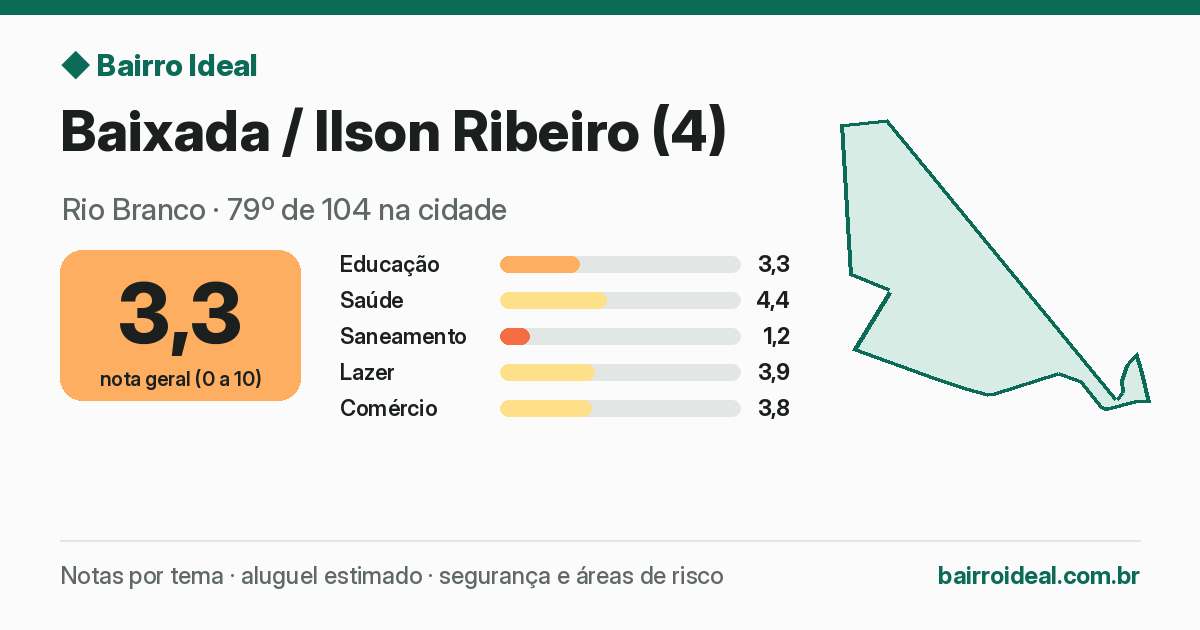 Bairro Ideal
Baixada / Ilson Ribeiro (4)
Rio Branco · 79º de 104 na cidade
3,3
nota geral (0 a 10)
Educação 3,3
Saúde 4,4
Saneamento 1,2
Lazer 3,9
Comércio 3,8
Notas por tema · aluguel estimado · segurança e áreas de risco
bairroideal.com.br